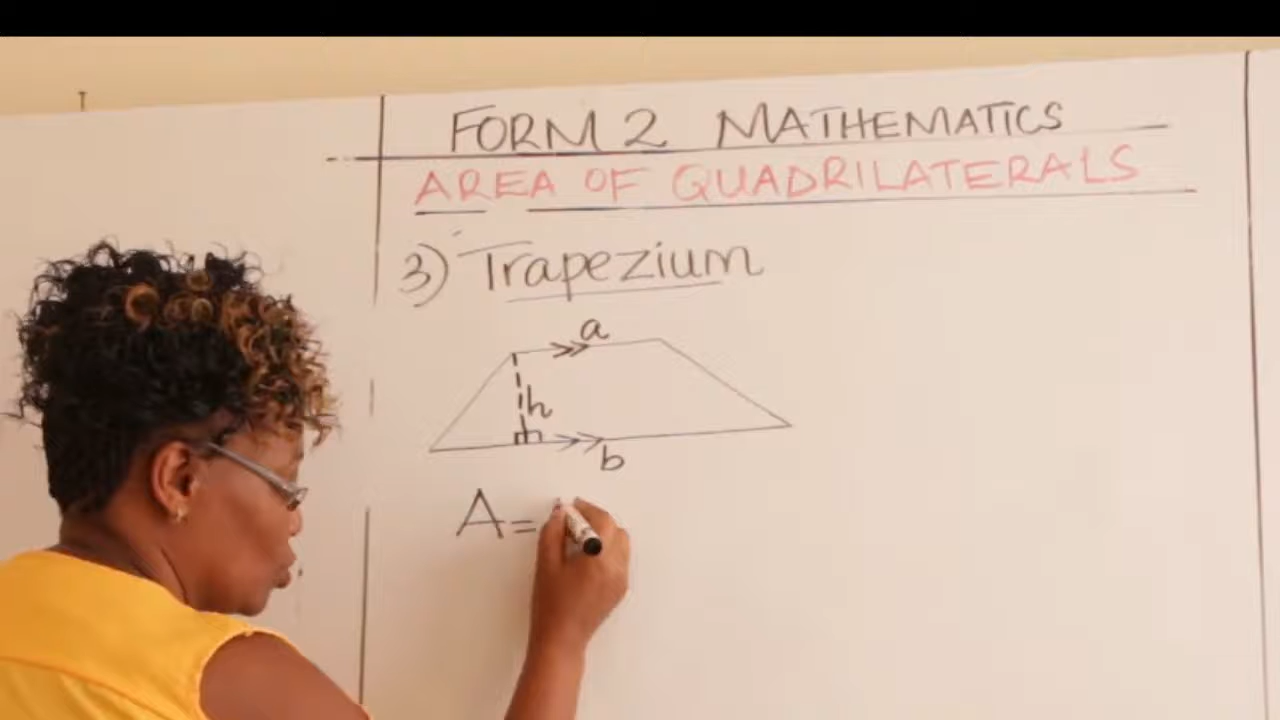 FORM 2 MATHEMATICS
AREA OF QUADRILATERALS
3) Trapezium
a
h
b
A =